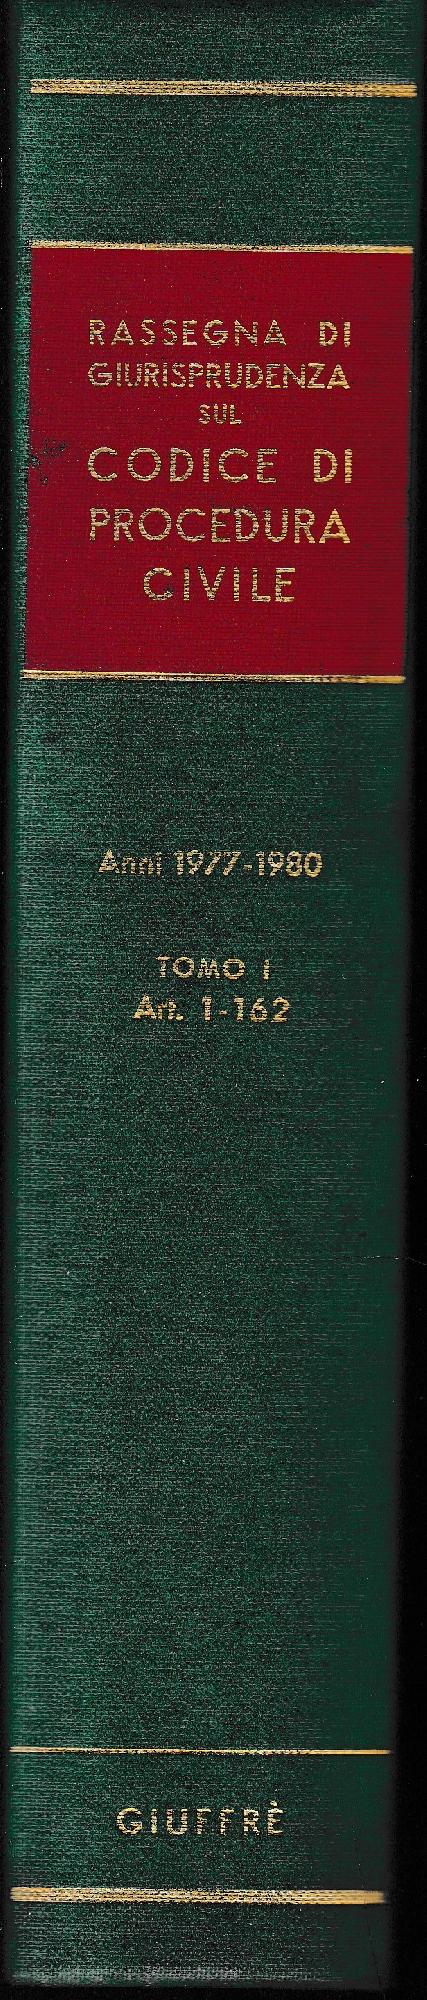 RASSEGNA DI
GIURISPRUDENZA
SUL
CODICE DI
PROCEDURA
CIVILE
Anni 1977-1980
TOMO I
Art. 1-162
GIUFFRÈ